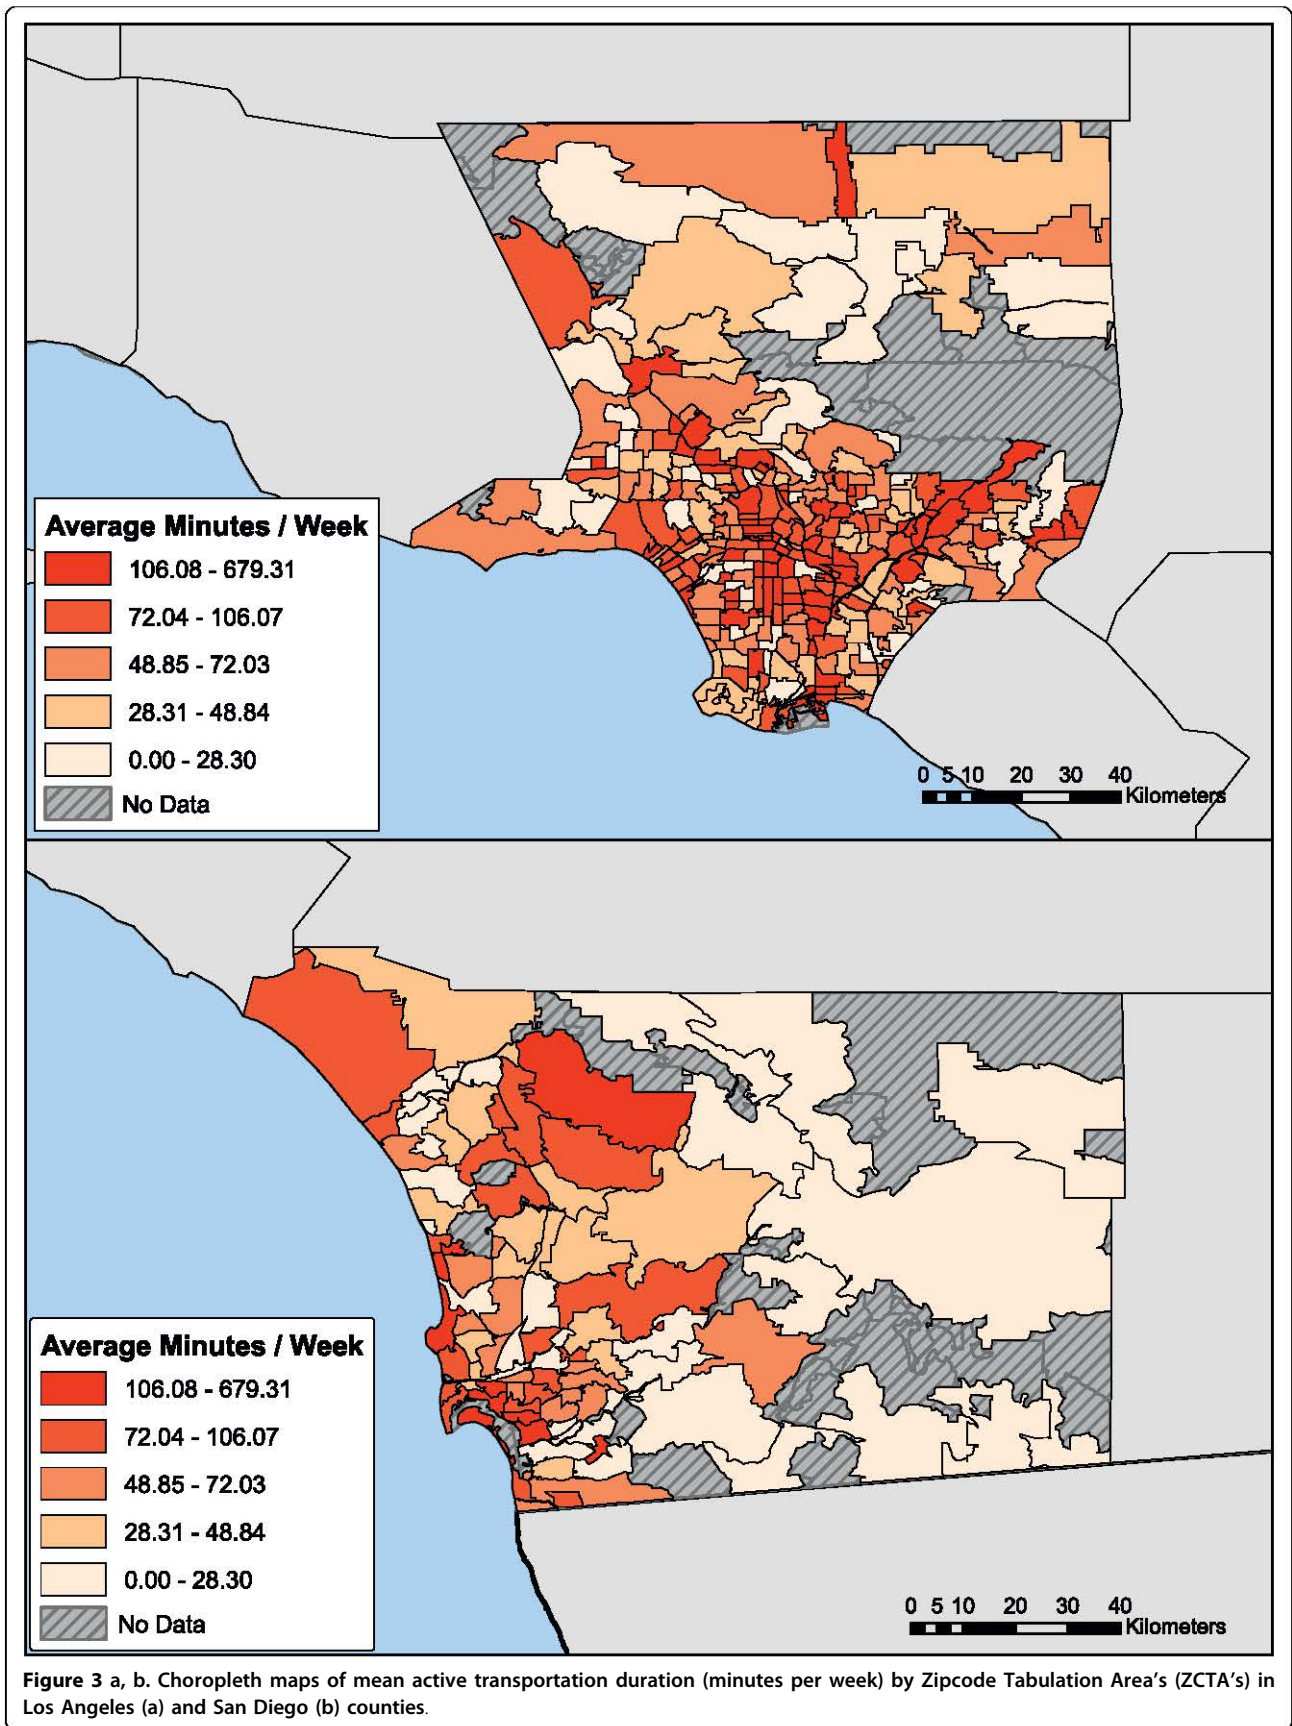 Average Minutes / Week
106.08 - 679.31
72.04 - 106.07
48.85 - 72.03
28.31 - 48.84
0.00 - 28.30
No Data
0 5 10 20 30 40
Kilometers
Average Minutes / Week
106.08 - 679.31
72.04 - 106.07
48.85 - 72.03
28.31 - 48.84
0.00 - 28.30
No Data
0 5 10 20 30 40
Kilometers
Figure 3 a, b. Choropleth maps of mean active transportation duration (minutes per week) by Zipcode Tabulation Area's (ZCTA's) in
Los Angeles (a) and San Diego (b) counties.